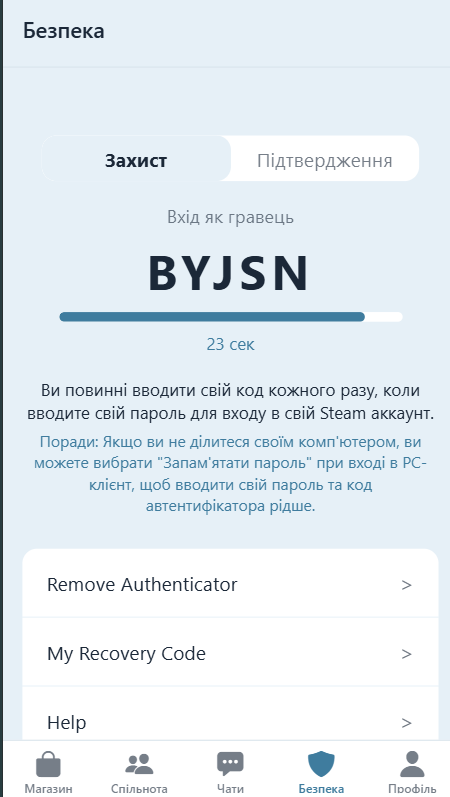 Безпека
Захист
Підтвердження
Вхід як гравець
BYJSN
23 сек
Ви повинні вводити свій код кожного разу, коли
вводите свій пароль для входу в свій Steam аккаунт.
Поради: Якщо ви не ділитеся своїм комп'ютером, ви
можете вибрати "Запам'ятати пароль" при вході в PC-
клієнт, щоб вводити свій пароль та код
автентифікатора рідше.
Remove Authenticator >
My Recovery Code >
Help >
Магазин
Спільнота
Чати
Безпека
Профіль